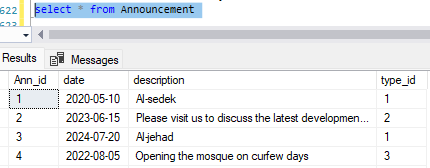 622
select * from Announcement
623
Results Messages
Ann_id date description type_id
1 2020-05-10 Al-sedek 1
2 2023-06-15 Please visit us to discuss the latest developmen... 2
3 2024-07-20 Al-jehad 1
4 2022-08-05 Opening the mosque on curfew days 3